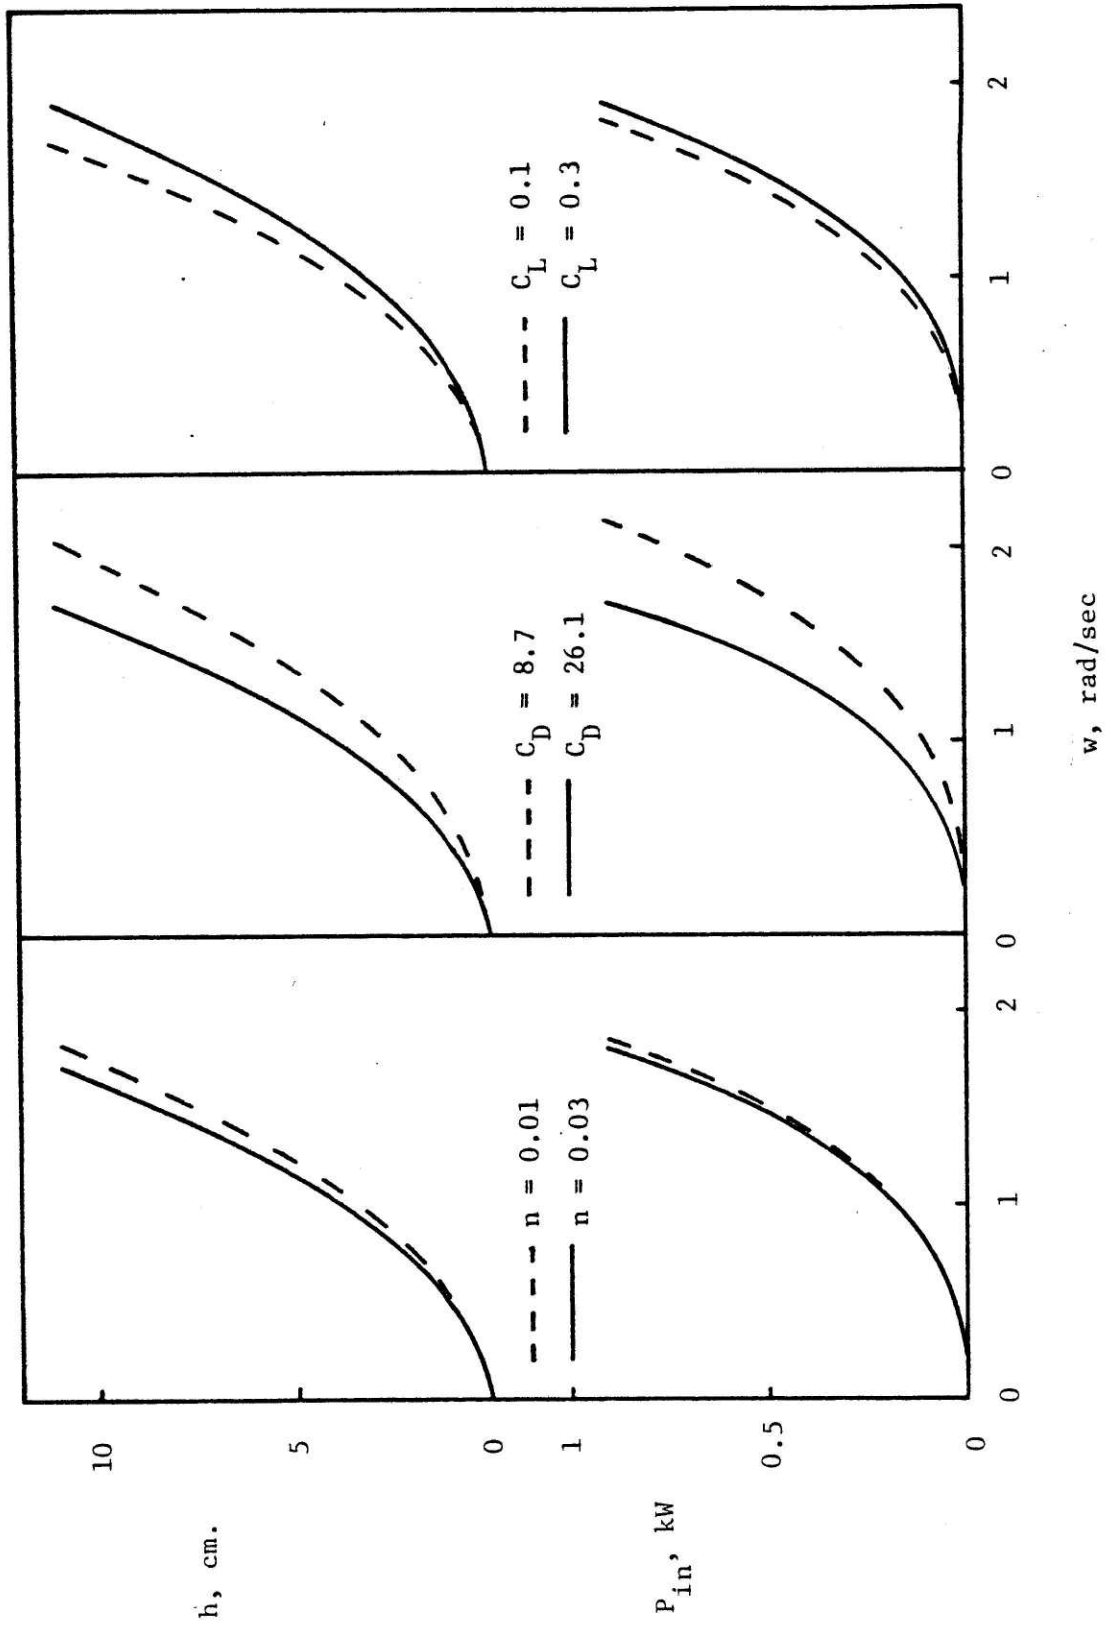 h, cm.
10
5
0
P_in, kW
1
0.5
0
n = 0.01
n = 0.03
C_D = 8.7
C_D = 26.1
C_L = 0.1
C_L = 0.3
0 1 2
0 1 2
0 1 2
w, rad/sec